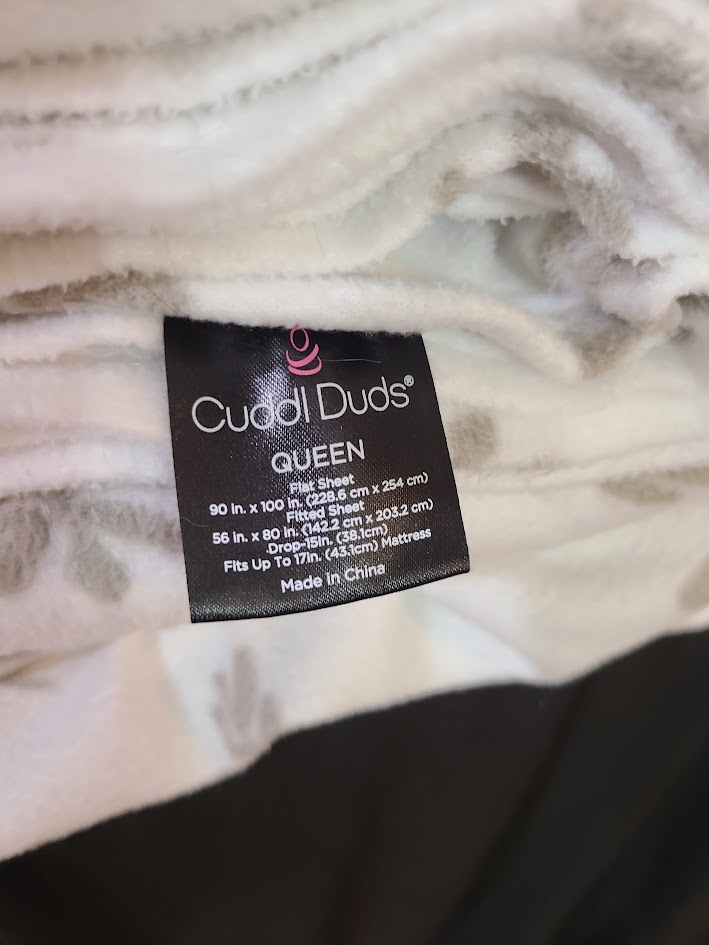 Cuddl Duds®
QUEEN
Flat Sheet
90 in. x 100 in. (228.6 cm x 254 cm)
Fitted Sheet
56 in. x 80 in. (142.2 cm x 203.2 cm)
Drop-15in. (38.1cm)
Fits Up To 17in. (43.1cm) Mattress
Made in China